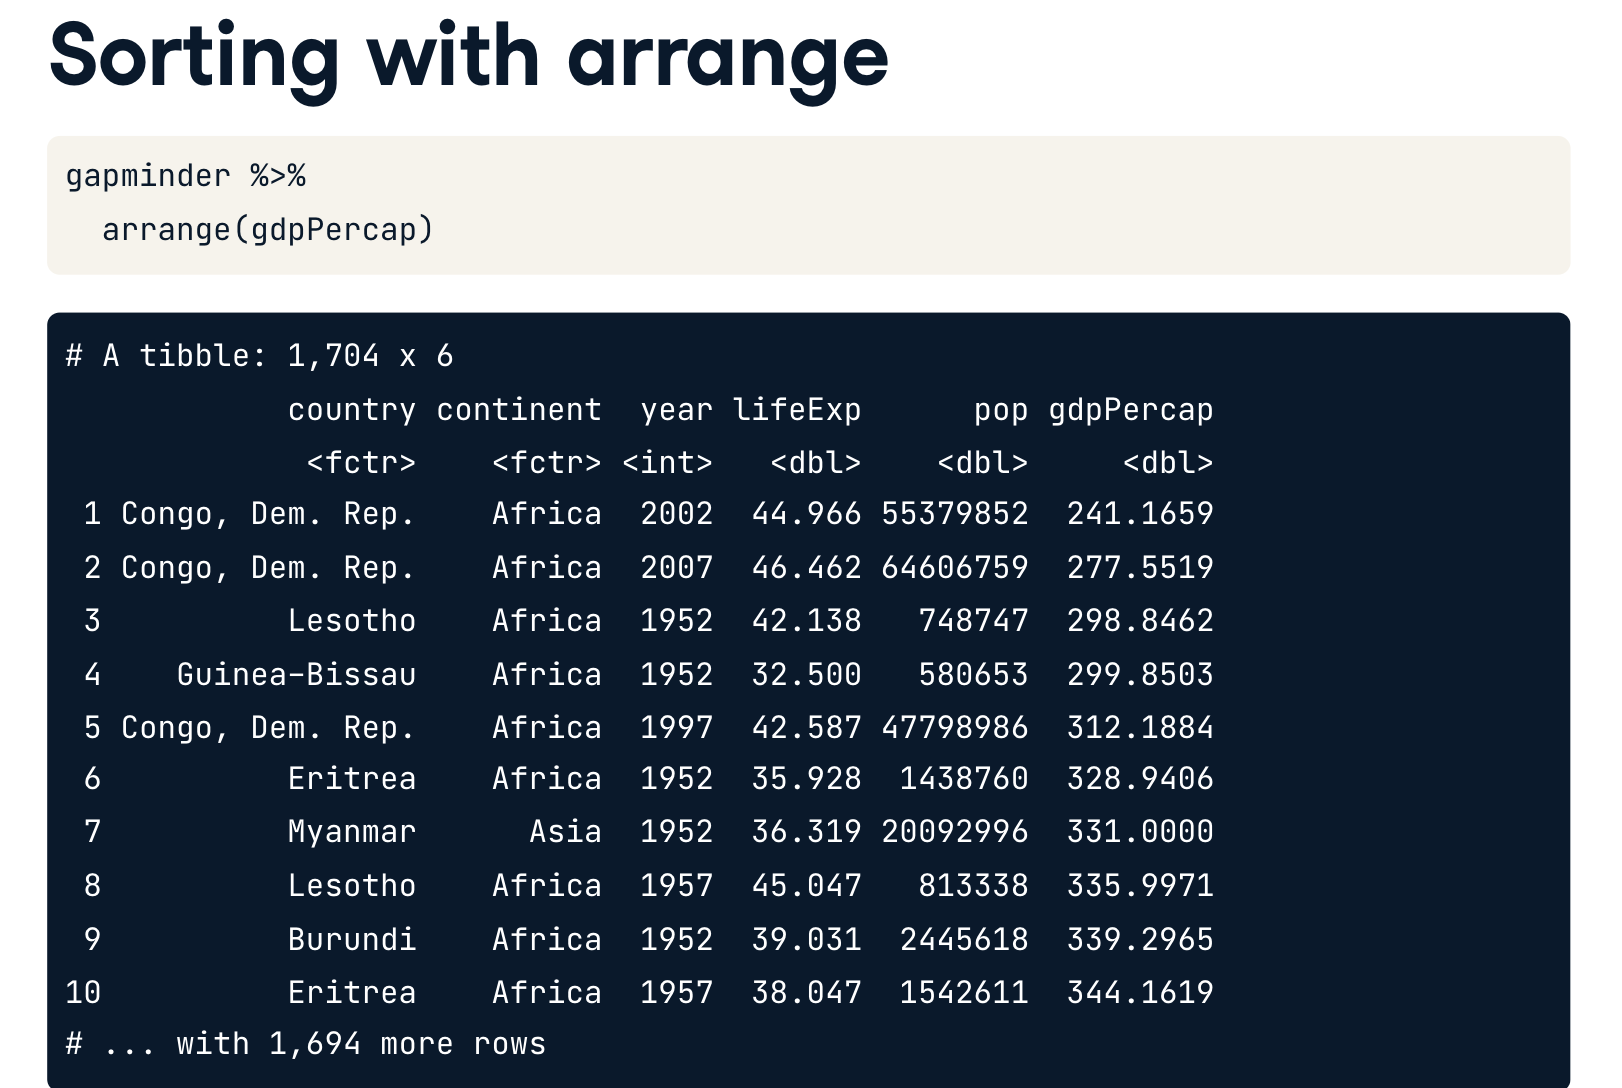 Sorting with arrange
gapminder %>%
  arrange(gdpPercap)
# A tibble: 1,704 x 6
            country continent  year lifeExp      pop gdpPercap
             <fctr>    <fctr> <int>   <dbl>    <dbl>     <dbl>
 1 Congo, Dem. Rep.    Africa  2002  44.966 55379852  241.1659
 2 Congo, Dem. Rep.    Africa  2007  46.462 64606759  277.5519
 3          Lesotho    Africa  1952  42.138   748747  298.8462
 4    Guinea-Bissau    Africa  1952  32.500   580653  299.8503
 5 Congo, Dem. Rep.    Africa  1997  42.587 47798986  312.1884
 6          Eritrea    Africa  1952  35.928  1438760  328.9406
 7          Myanmar      Asia  1952  36.319 20092996  331.0000
 8          Lesotho    Africa  1957  45.047   813338  335.9971
 9          Burundi    Africa  1952  39.031  2445618  339.2965
10          Eritrea    Africa  1957  38.047  1542611  344.1619
# ... with 1,694 more rows